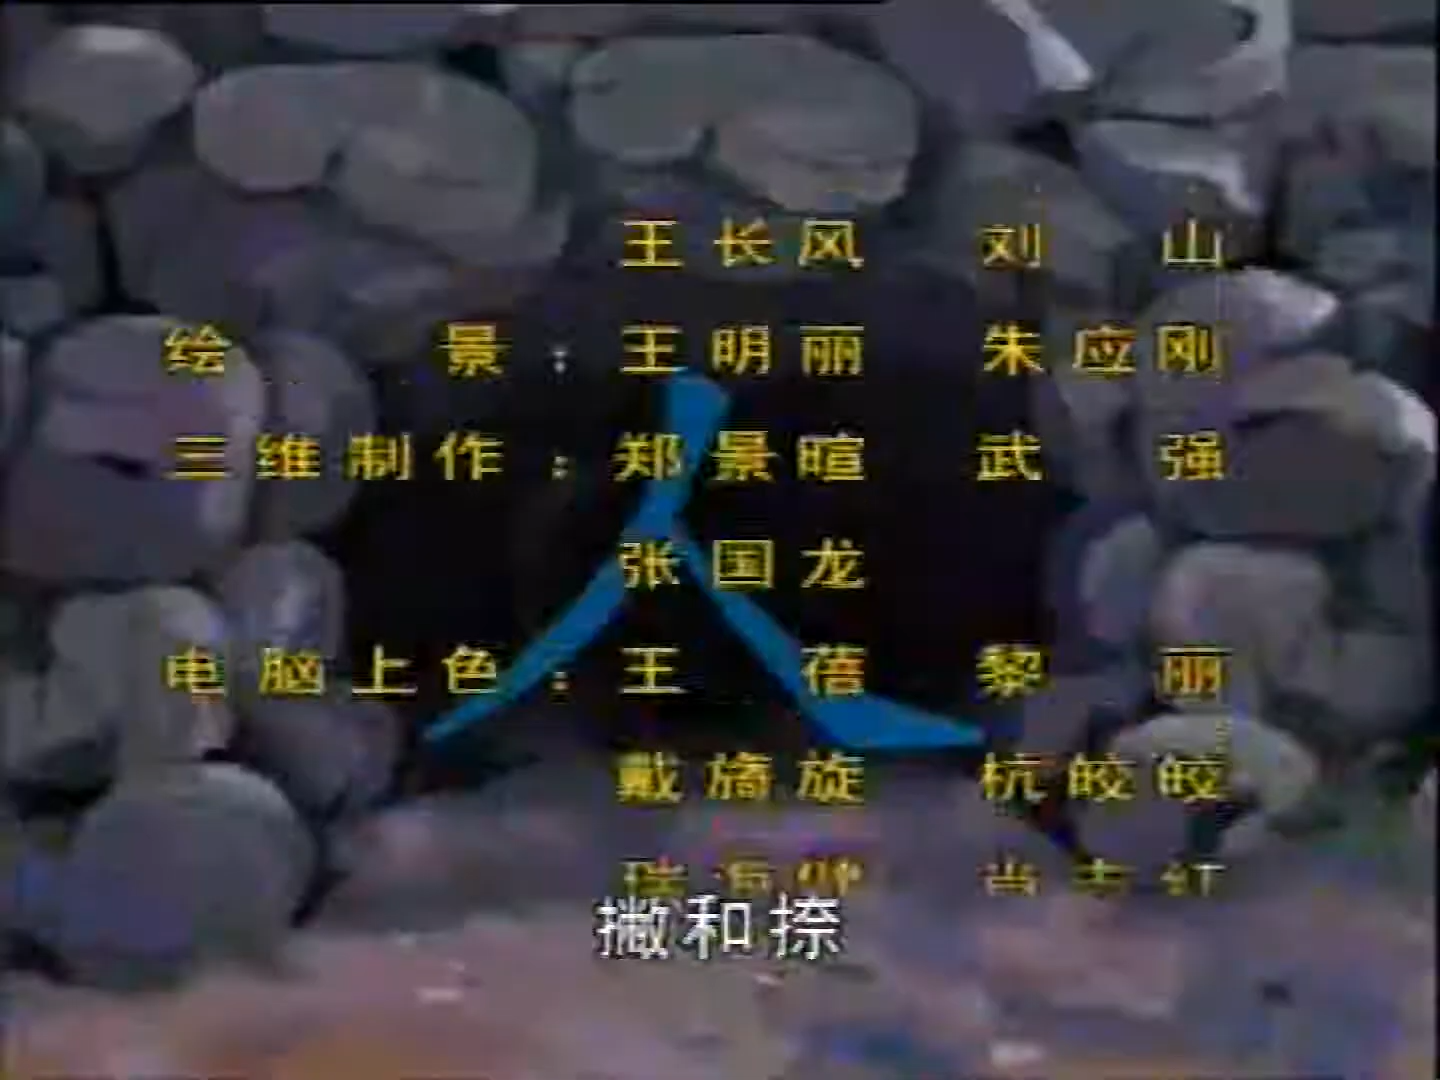 王长风 刘山
绘景：王明丽 朱应刚
三维制作：郑景暄 武强
张国龙
人
电脑上色：王蓓 黎丽
戴旖旋 杭皎皎
撇和捺